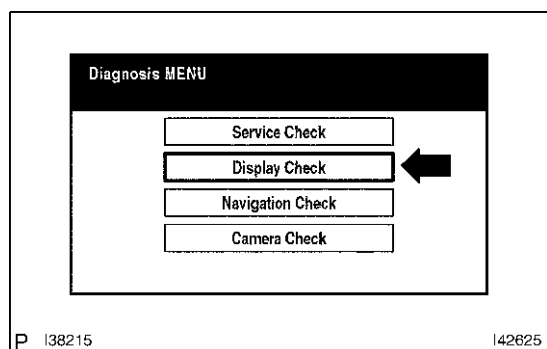 Diagnosis MENU
Service Check
Display Check
Navigation Check
Camera Check
P I38215 I42625